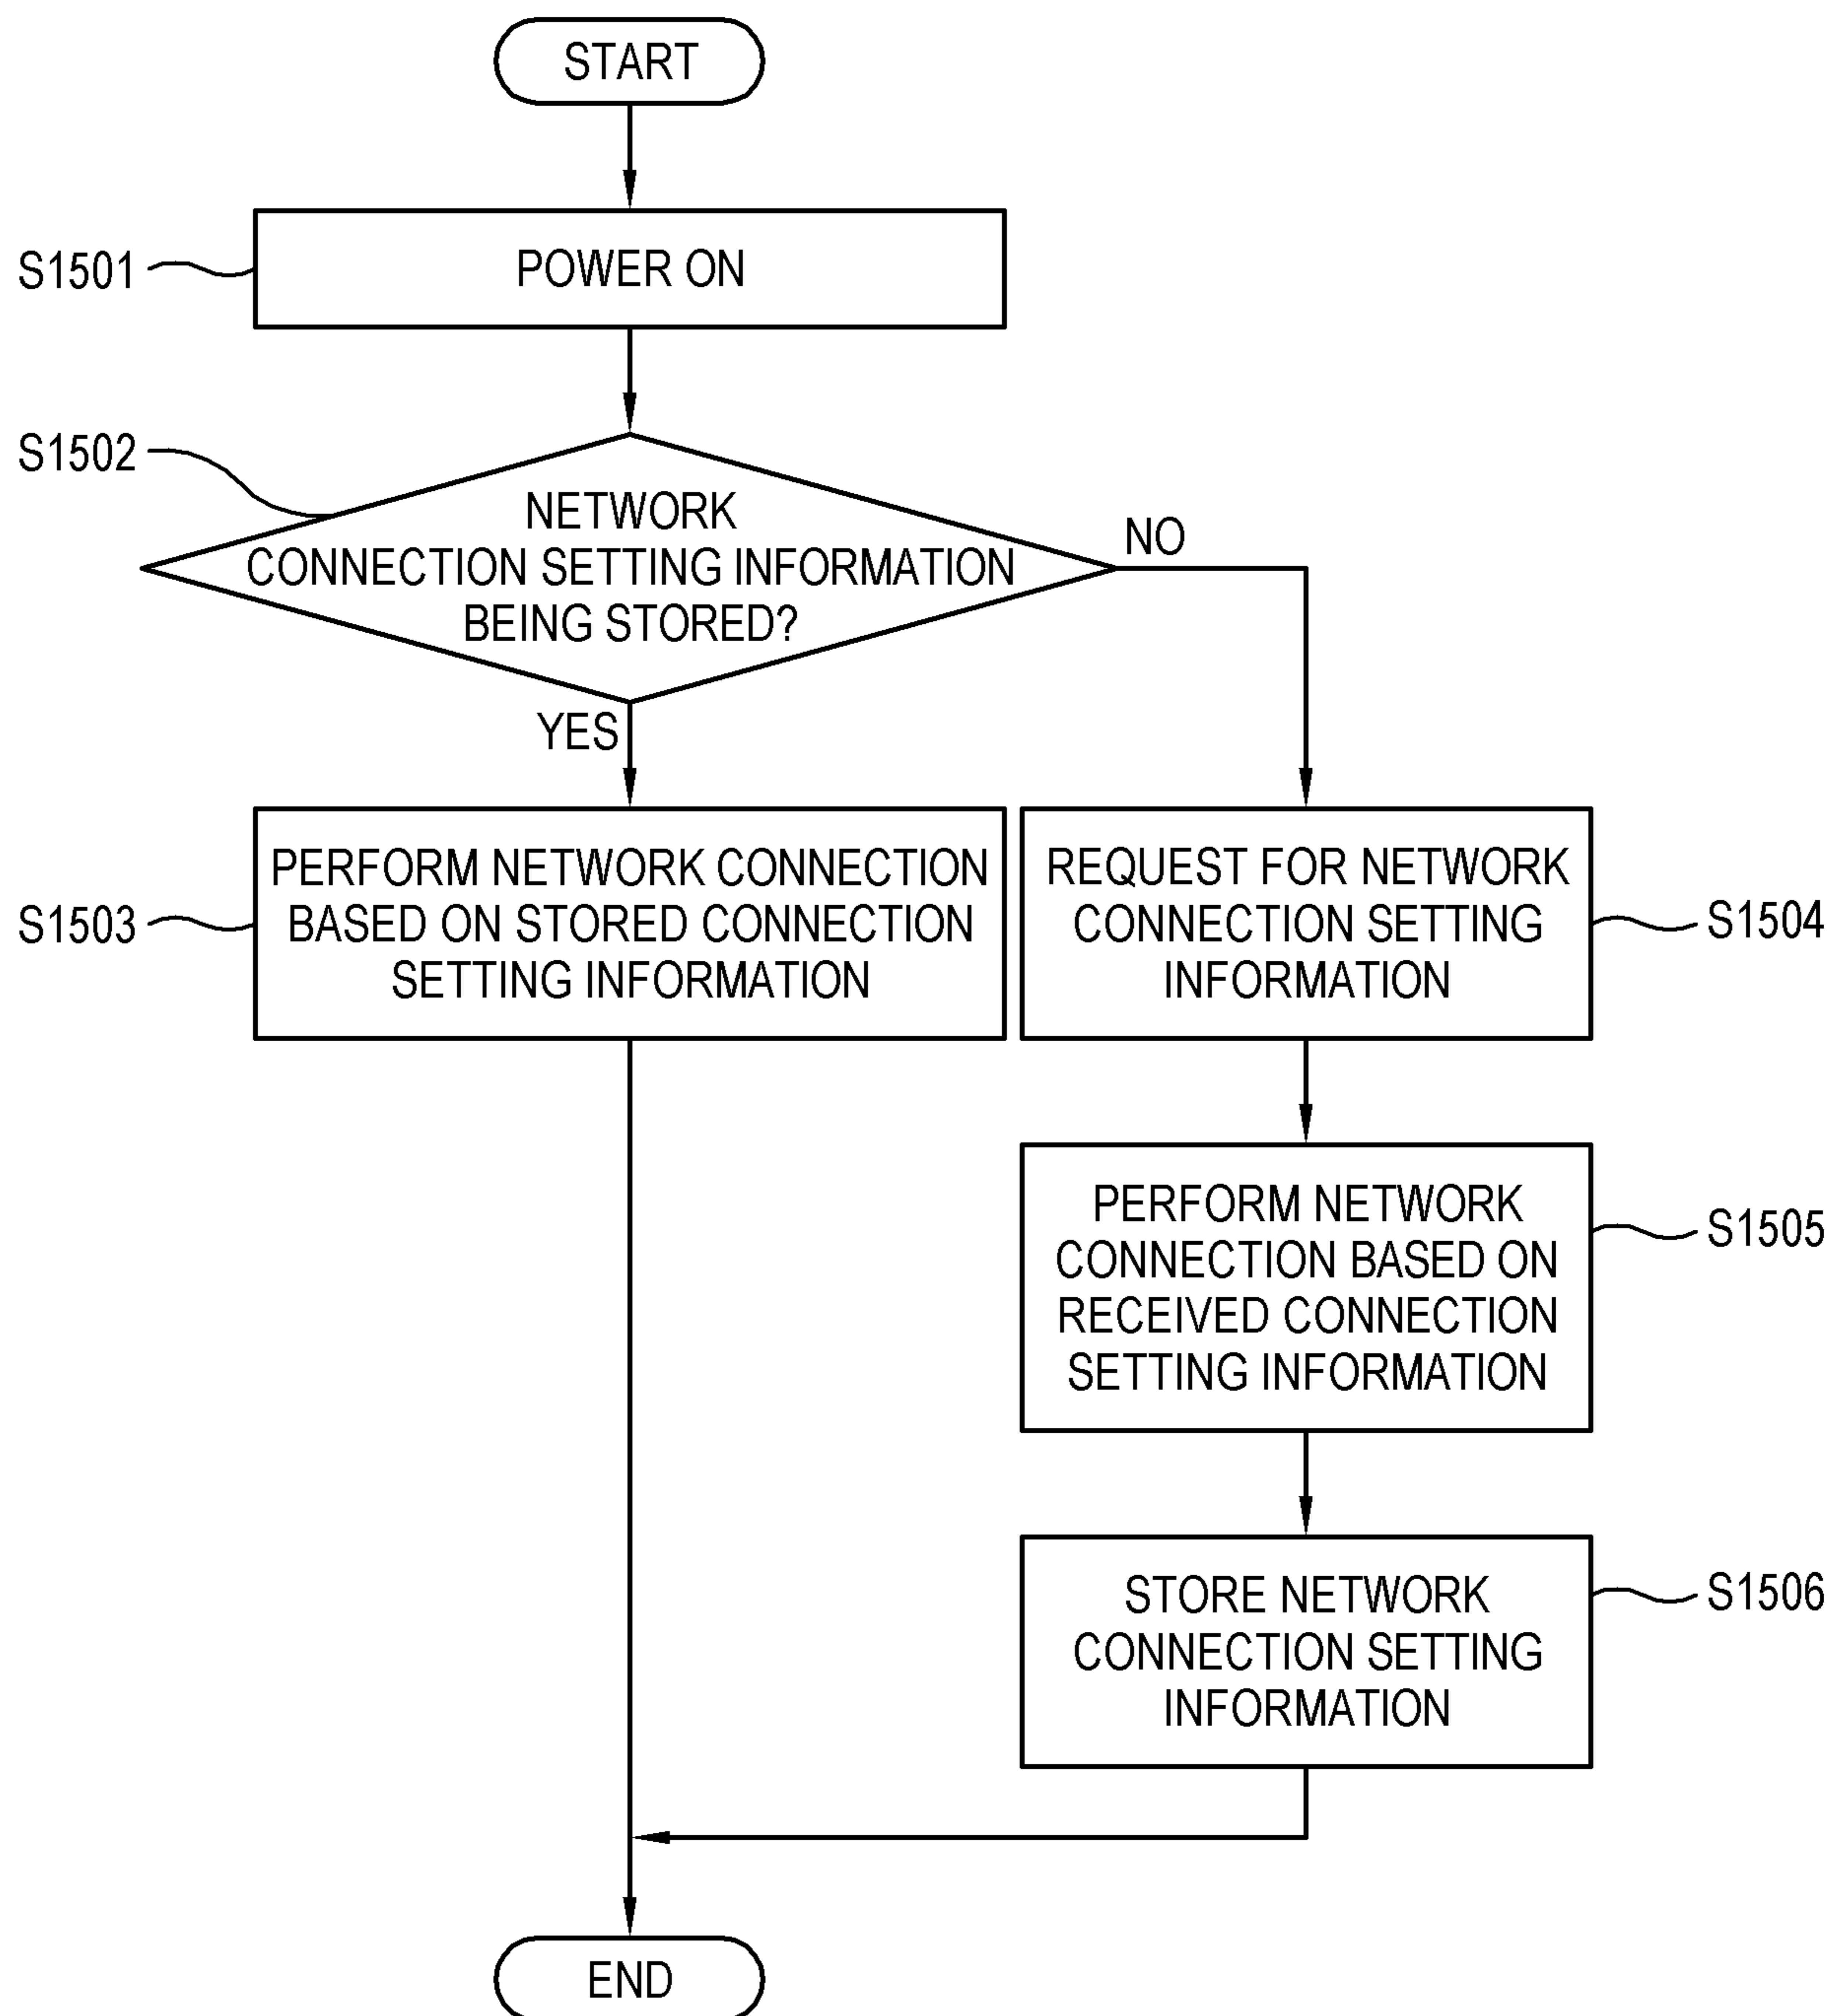 START
S1501
POWER ON
S1502
NETWORK
CONNECTION SETTING INFORMATION
BEING STORED?
NO
YES
S1503
PERFORM NETWORK CONNECTION
BASED ON STORED CONNECTION
SETTING INFORMATION
REQUEST FOR NETWORK
CONNECTION SETTING
INFORMATION
S1504
PERFORM NETWORK
CONNECTION BASED ON
RECEIVED CONNECTION
SETTING INFORMATION
S1505
STORE NETWORK
CONNECTION SETTING
INFORMATION
S1506
END